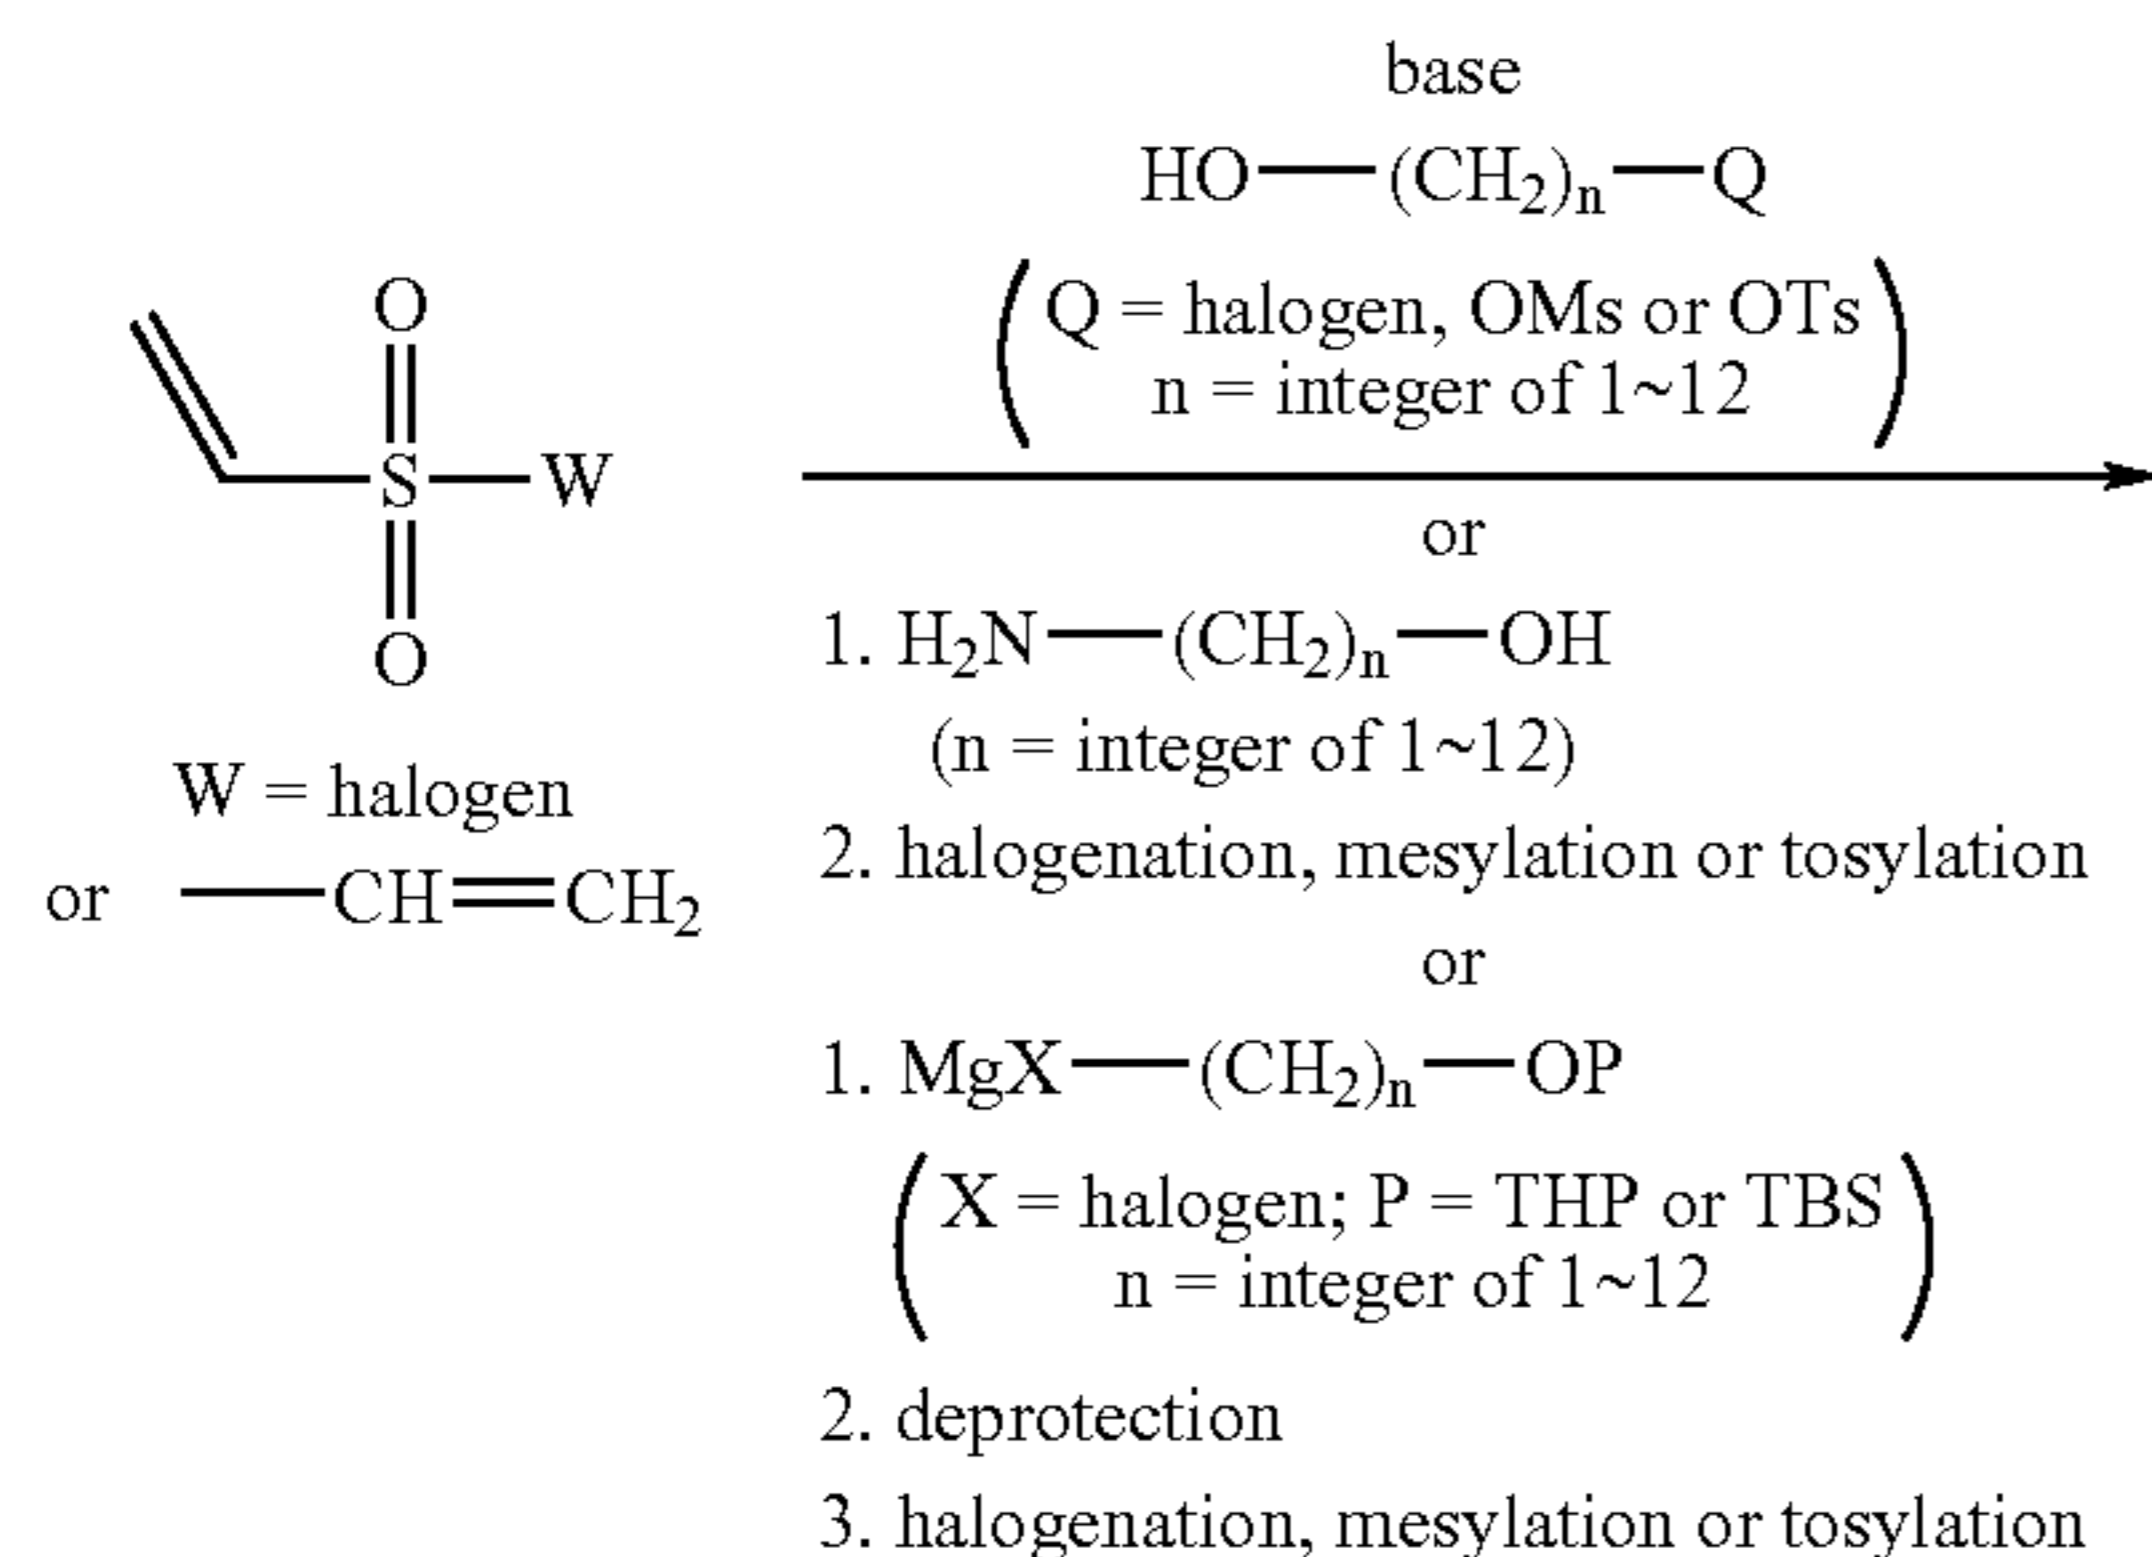 base
HO—(CH2)n—Q
(Q = halogen, OMs or OTs
n = integer of 1~12)
O
S—W
O
W = halogen
or —CH=CH2
or
1. H2N—(CH2)n—OH
(n = integer of 1~12)
2. halogenation, mesylation or tosylation
or
1. MgX—(CH2)n—OP
(X = halogen; P = THP or TBS
n = integer of 1~12)
2. deprotection
3. halogenation, mesylation or tosylation